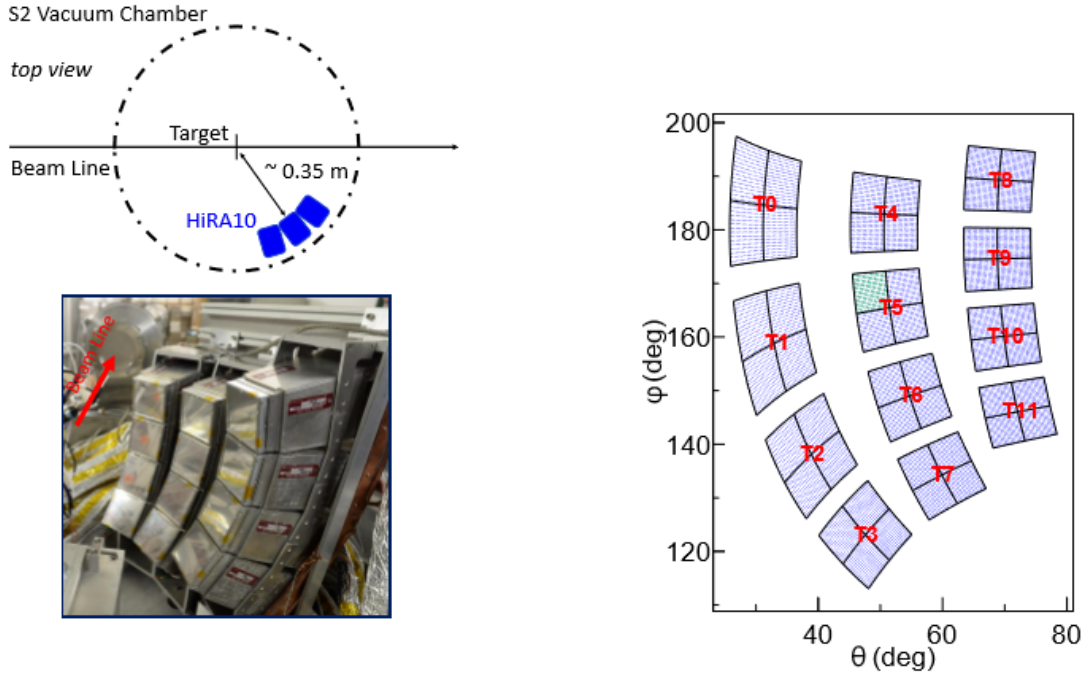 S2 Vacuum Chamber
top view
Target
Beam Line
~ 0.35 m
HiRA10
Beam Line
200
180
160
140
120
φ (deg)
T0
T4
T8
T9
T5
T1
T10
T6
T11
T2
T7
T3
40
60
80
θ (deg)